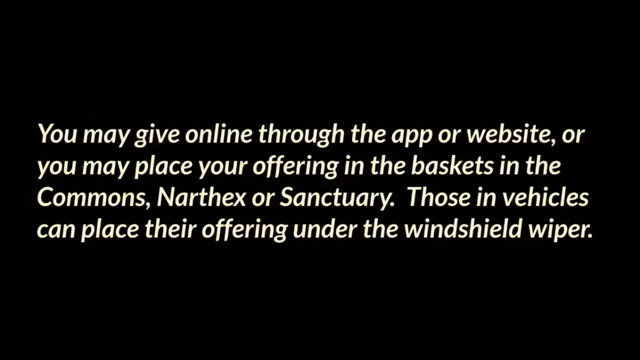 You may give online through the app or website, or
you may place your offering in the baskets in the
Commons, Narthex or Sanctuary.  Those in vehicles
can place their offering under the windshield wiper.